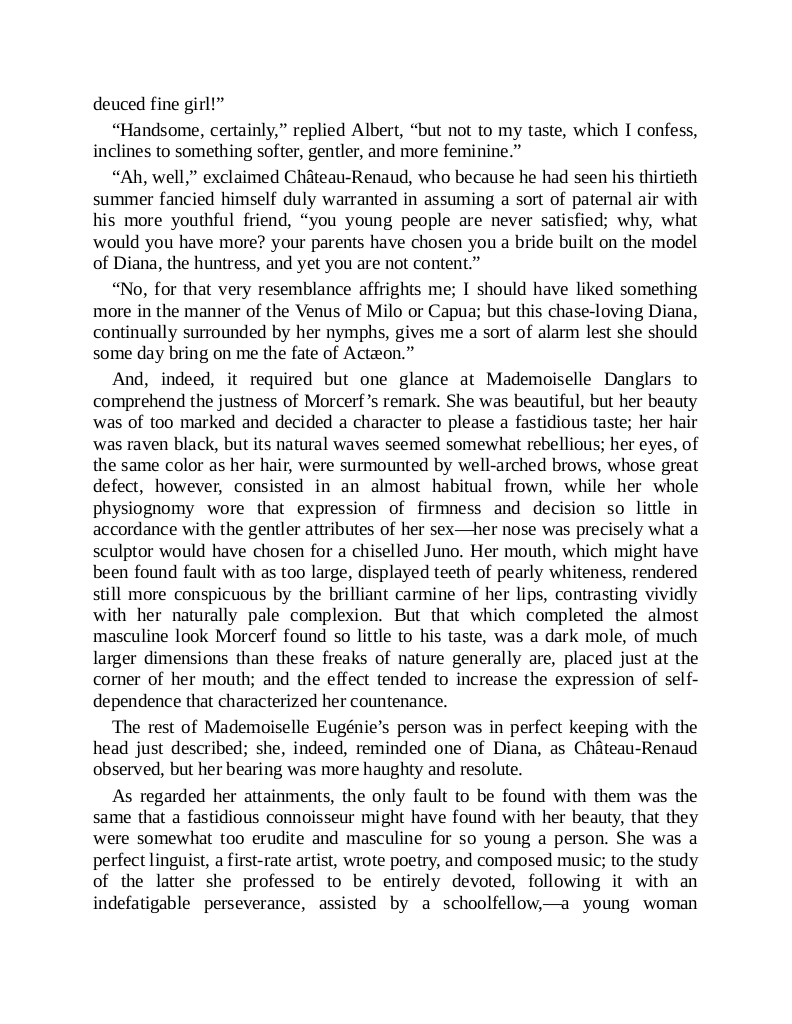 deuced fine girl!”
“Handsome, certainly,” replied Albert, “but not to my taste, which I confess,
inclines to something softer, gentler, and more feminine.”
“Ah, well,” exclaimed Château-Renaud, who because he had seen his thirtieth
summer fancied himself duly warranted in assuming a sort of paternal air with
his more youthful friend, “you young people are never satisfied; why, what
would you have more? your parents have chosen you a bride built on the model
of Diana, the huntress, and yet you are not content.”
“No, for that very resemblance affrights me; I should have liked something
more in the manner of the Venus of Milo or Capua; but this chase-loving Diana,
continually surrounded by her nymphs, gives me a sort of alarm lest she should
some day bring on me the fate of Actæon.”
And, indeed, it required but one glance at Mademoiselle Danglars to
comprehend the justness of Morcerf’s remark. She was beautiful, but her beauty
was of too marked and decided a character to please a fastidious taste; her hair
was raven black, but its natural waves seemed somewhat rebellious; her eyes, of
the same color as her hair, were surmounted by well-arched brows, whose great
defect, however, consisted in an almost habitual frown, while her whole
physiognomy wore that expression of firmness and decision so little in
accordance with the gentler attributes of her sex—her nose was precisely what a
sculptor would have chosen for a chiselled Juno. Her mouth, which might have
been found fault with as too large, displayed teeth of pearly whiteness, rendered
still more conspicuous by the brilliant carmine of her lips, contrasting vividly
with her naturally pale complexion. But that which completed the almost
masculine look Morcerf found so little to his taste, was a dark mole, of much
larger dimensions than these freaks of nature generally are, placed just at the
corner of her mouth; and the effect tended to increase the expression of self-
dependence that characterized her countenance.
The rest of Mademoiselle Eugénie’s person was in perfect keeping with the
head just described; she, indeed, reminded one of Diana, as Château-Renaud
observed, but her bearing was more haughty and resolute.
As regarded her attainments, the only fault to be found with them was the
same that a fastidious connoisseur might have found with her beauty, that they
were somewhat too erudite and masculine for so young a person. She was a
perfect linguist, a first-rate artist, wrote poetry, and composed music; to the study
of the latter she professed to be entirely devoted, following it with an
indefatigable perseverance, assisted by a schoolfellow,—a young woman